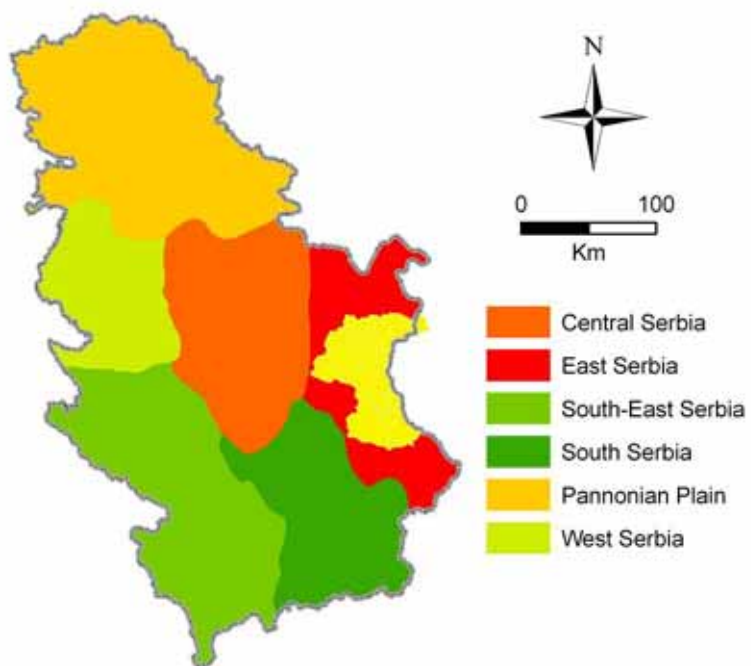 N
0 100
Km
Central Serbia
East Serbia
South-East Serbia
South Serbia
Pannonian Plain
West Serbia